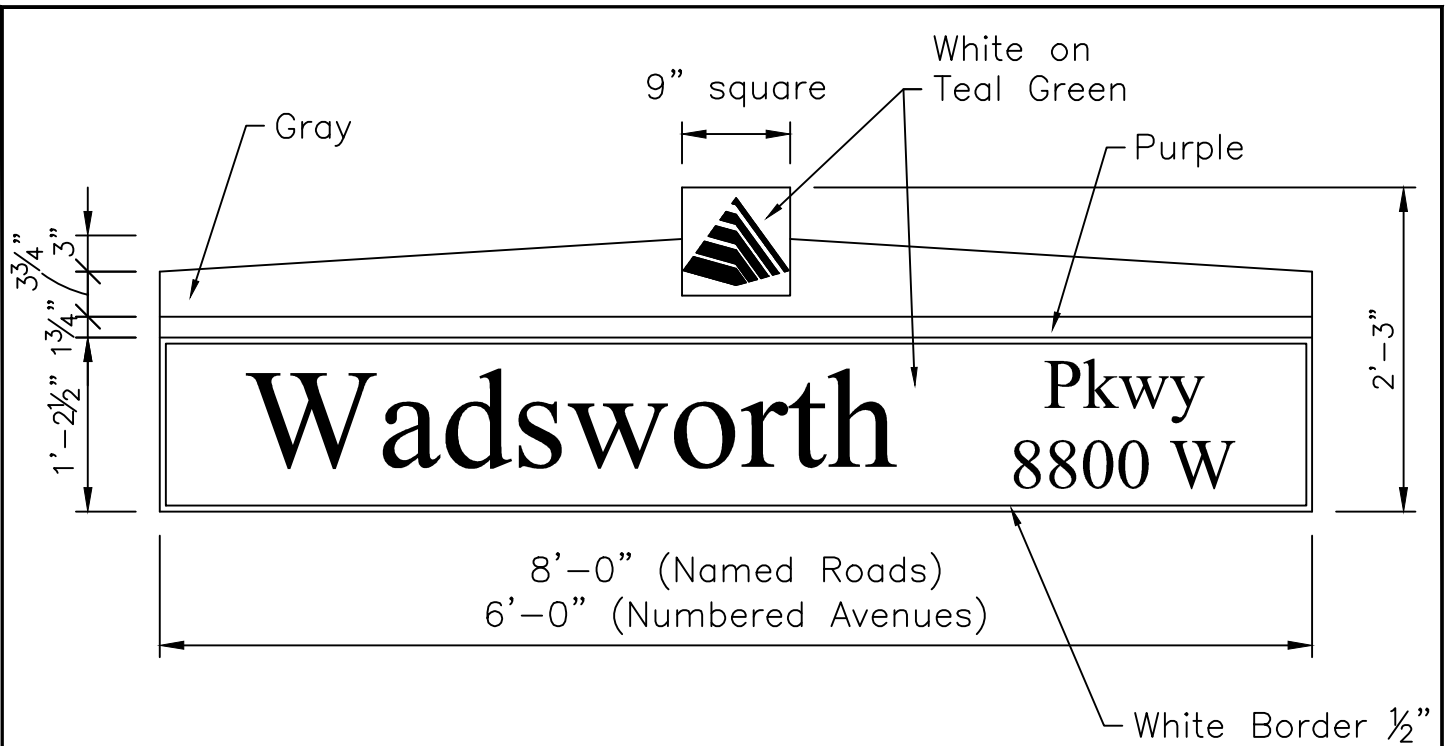 White on
Teal Green
9” square
Gray
Purple
3”
3¾”
1¾”
1’-2½”
2’-3”
Wadsworth
Pkwy
8800 W
8’-0” (Named Roads)
6’-0” (Numbered Avenues)
White Border ½”